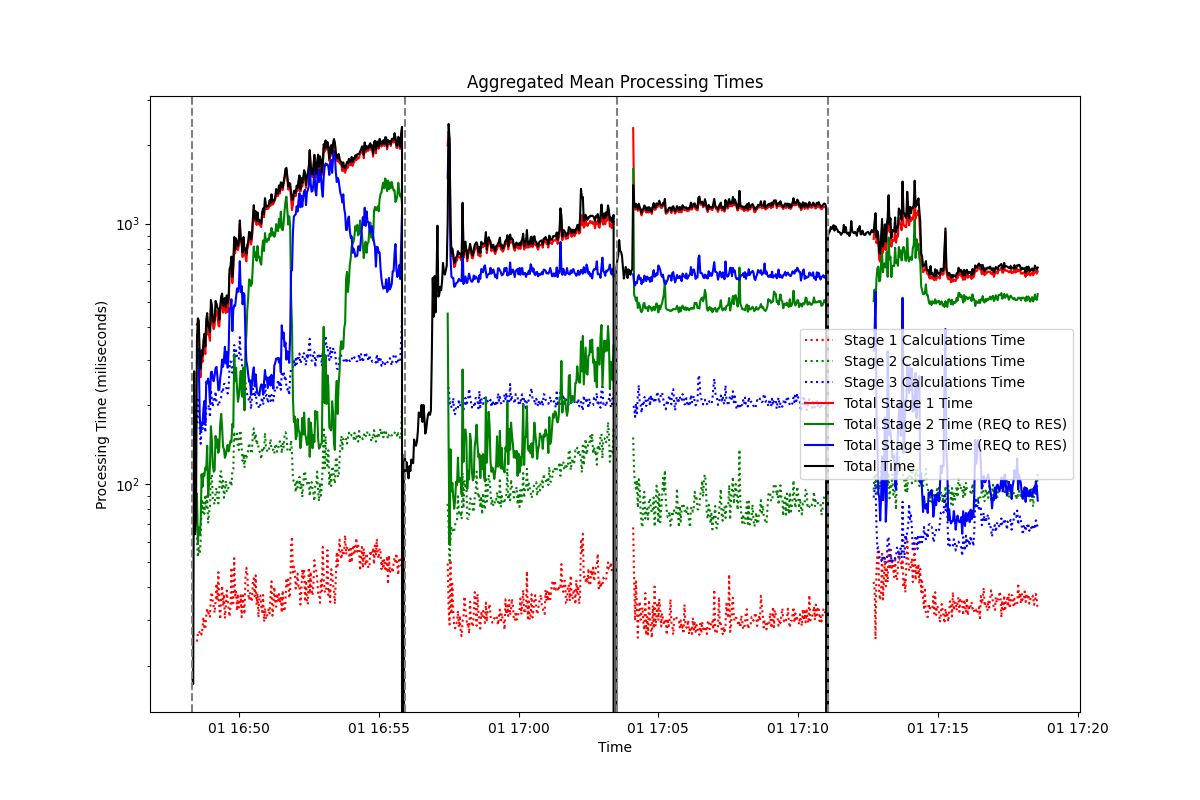 Aggregated Mean Processing Times
Processing Time (miliseconds)
10³
10²
Stage 1 Calculations Time
Stage 2 Calculations Time
Stage 3 Calculations Time
Total Stage 1 Time
Total Stage 2 Time (REQ to RES)
Total Stage 3 Time (REQ to RES)
Total Time
01 16:50 01 16:55 01 17:00 01 17:05 01 17:10 01 17:15 01 17:20
Time